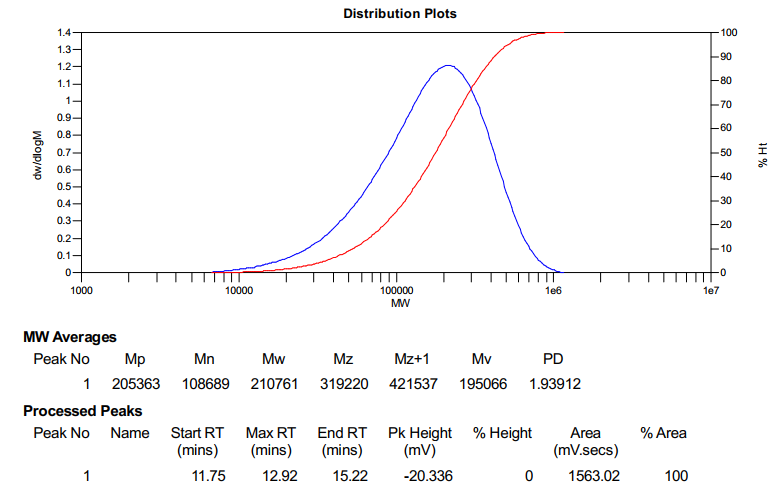 Distribution Plots
1.4
1.3
1.2
1.1
1
0.9
0.8
0.7
0.6
0.5
0.4
0.3
0.2
0.1
0
dw/dlogM
100
90
80
70
60
50
40
30
20
10
0
% Ht
1000 10000 100000 1e6 1e7
MW
MW Averages
Peak No Mp Mn Mw Mz Mz+1 Mv PD
1 205363 108689 210761 319220 421537 195066 1.93912
Processed Peaks
Peak No Name Start RT Max RT End RT Pk Height % Height Area % Area
(mins) (mins) (mins) (mV) (mV.secs)
1 11.75 12.92 15.22 -20.336 0 1563.02 100